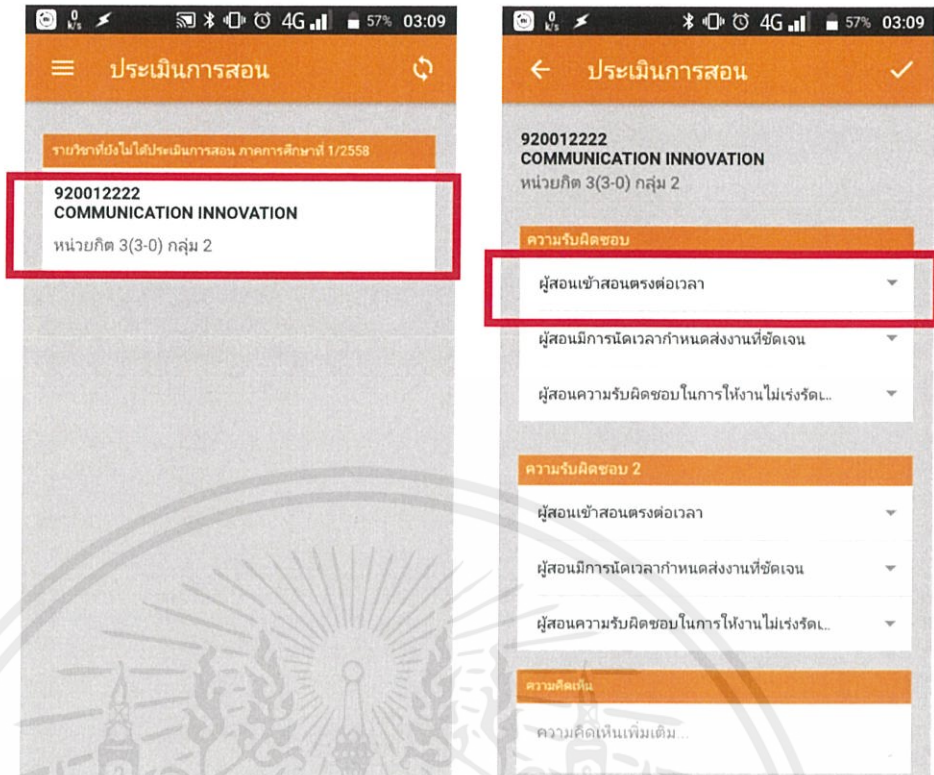 0 K/s 4G 57% 03:09
ประเมินการสอน
รายวิชาที่ยังไม่ได้ประเมินการสอน ภาคการศึกษาที่ 1/2558
920012222
COMMUNICATION INNOVATION
หน่วยกิต 3(3-0) กลุ่ม 2
0 K/s 4G 57% 03:09
ประเมินการสอน
920012222
COMMUNICATION INNOVATION
หน่วยกิต 3(3-0) กลุ่ม 2
ความรับผิดชอบ
ผู้สอนเข้าสอนตรงต่อเวลา
ผู้สอนมีการนัดเวลากำหนดส่งงานที่ชัดเจน
ผู้สอนความรับผิดชอบในการให้งานไม่เร่งรัดเ...
ความรับผิดชอบ 2
ผู้สอนเข้าสอนตรงต่อเวลา
ผู้สอนมีการนัดเวลากำหนดส่งงานที่ชัดเจน
ผู้สอนความรับผิดชอบในการให้งานไม่เร่งรัดเ...
ความคิดเห็น
ความคิดเห็นเพิ่มเติม...